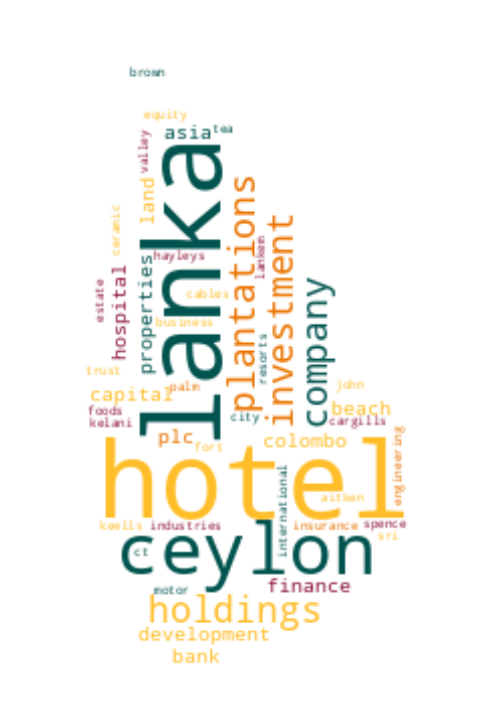 brown
equity
asia
tea
valley
land
lanka
ceramic
plantations
investment
hayleys
lankem
hospital
properties
estate
company
cables
business
resorts
trust
palm
john
capital
beach
foods
city
cargills
kelani
plc
fort
colombo
hotel
engineering
international
aitken
keells
industries
insurance
spence
sri
ceylon
ct
finance
motor
holdings
development
bank